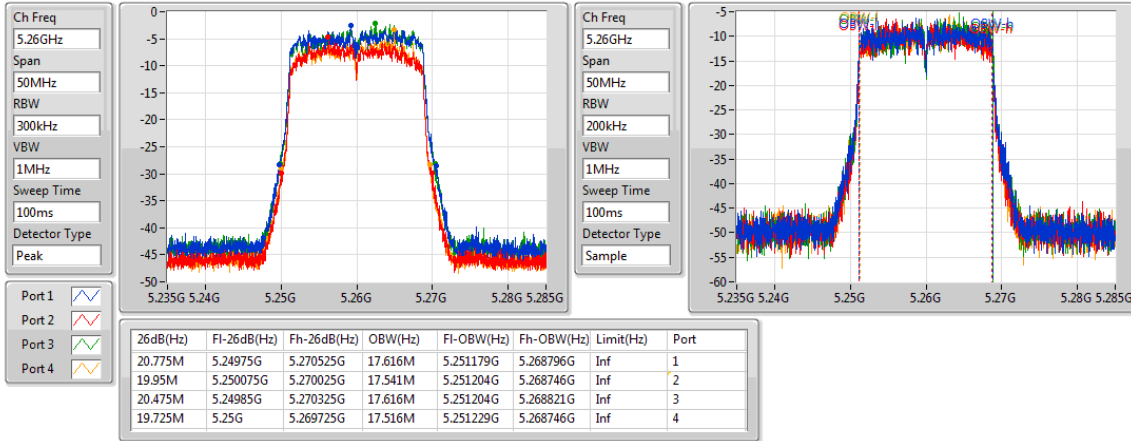 Ch Freq
5.26GHz
Span
50MHz
RBW
300kHz
VBW
1MHz
Sweep Time
100ms
Detector Type
Peak
0
-5
-10
-15
-20
-25
-30
-35
-40
-45
-50
5.235G 5.24G 5.25G 5.26G 5.27G 5.28G 5.285G
Ch Freq
5.26GHz
Span
50MHz
RBW
200kHz
VBW
1MHz
Sweep Time
100ms
Detector Type
Sample
-5
-10
-15
-20
-25
-30
-35
-40
-45
-50
-55
-60
5.235G 5.24G 5.25G 5.26G 5.27G 5.28G 5.285G
Port 1
Port 2
Port 3
Port 4
26dB(Hz) Fl-26dB(Hz) Fh-26dB(Hz) OBW(Hz) Fl-OBW(Hz) Fh-OBW(Hz) Limit(Hz) Port
20.775M 5.24975G 5.270525G 17.616M 5.251179G 5.268796G Inf 1
19.95M 5.250075G 5.270025G 17.541M 5.251204G 5.268746G Inf 2
20.475M 5.24985G 5.270325G 17.616M 5.251204G 5.268821G Inf 3
19.725M 5.25G 5.269725G 17.516M 5.251229G 5.268746G Inf 4